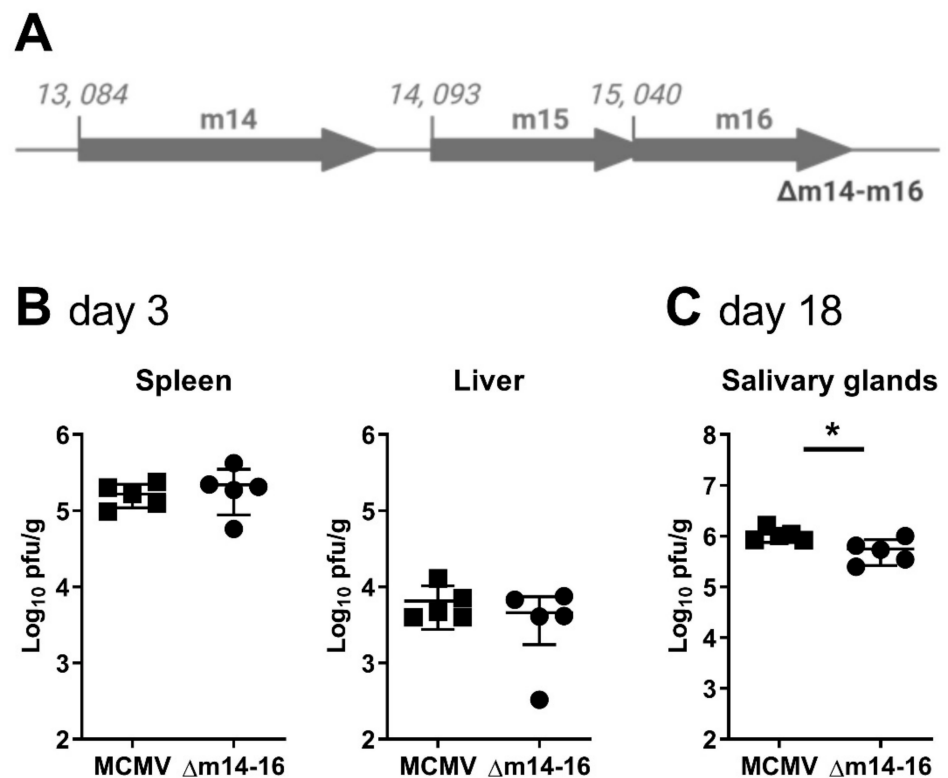 A
13, 084 14, 093 15, 040
m14 m15 m16
Δm14-m16
B day 3
C day 18
Spleen
Liver
Salivary glands
*
6
5
4
3
2
Log10 pfu/g
MCMV Δm14-16
6
5
4
3
2
Log10 pfu/g
MCMV Δm14-16
8
7
6
5
4
3
2
Log10 pfu/g
MCMV Δm14-16